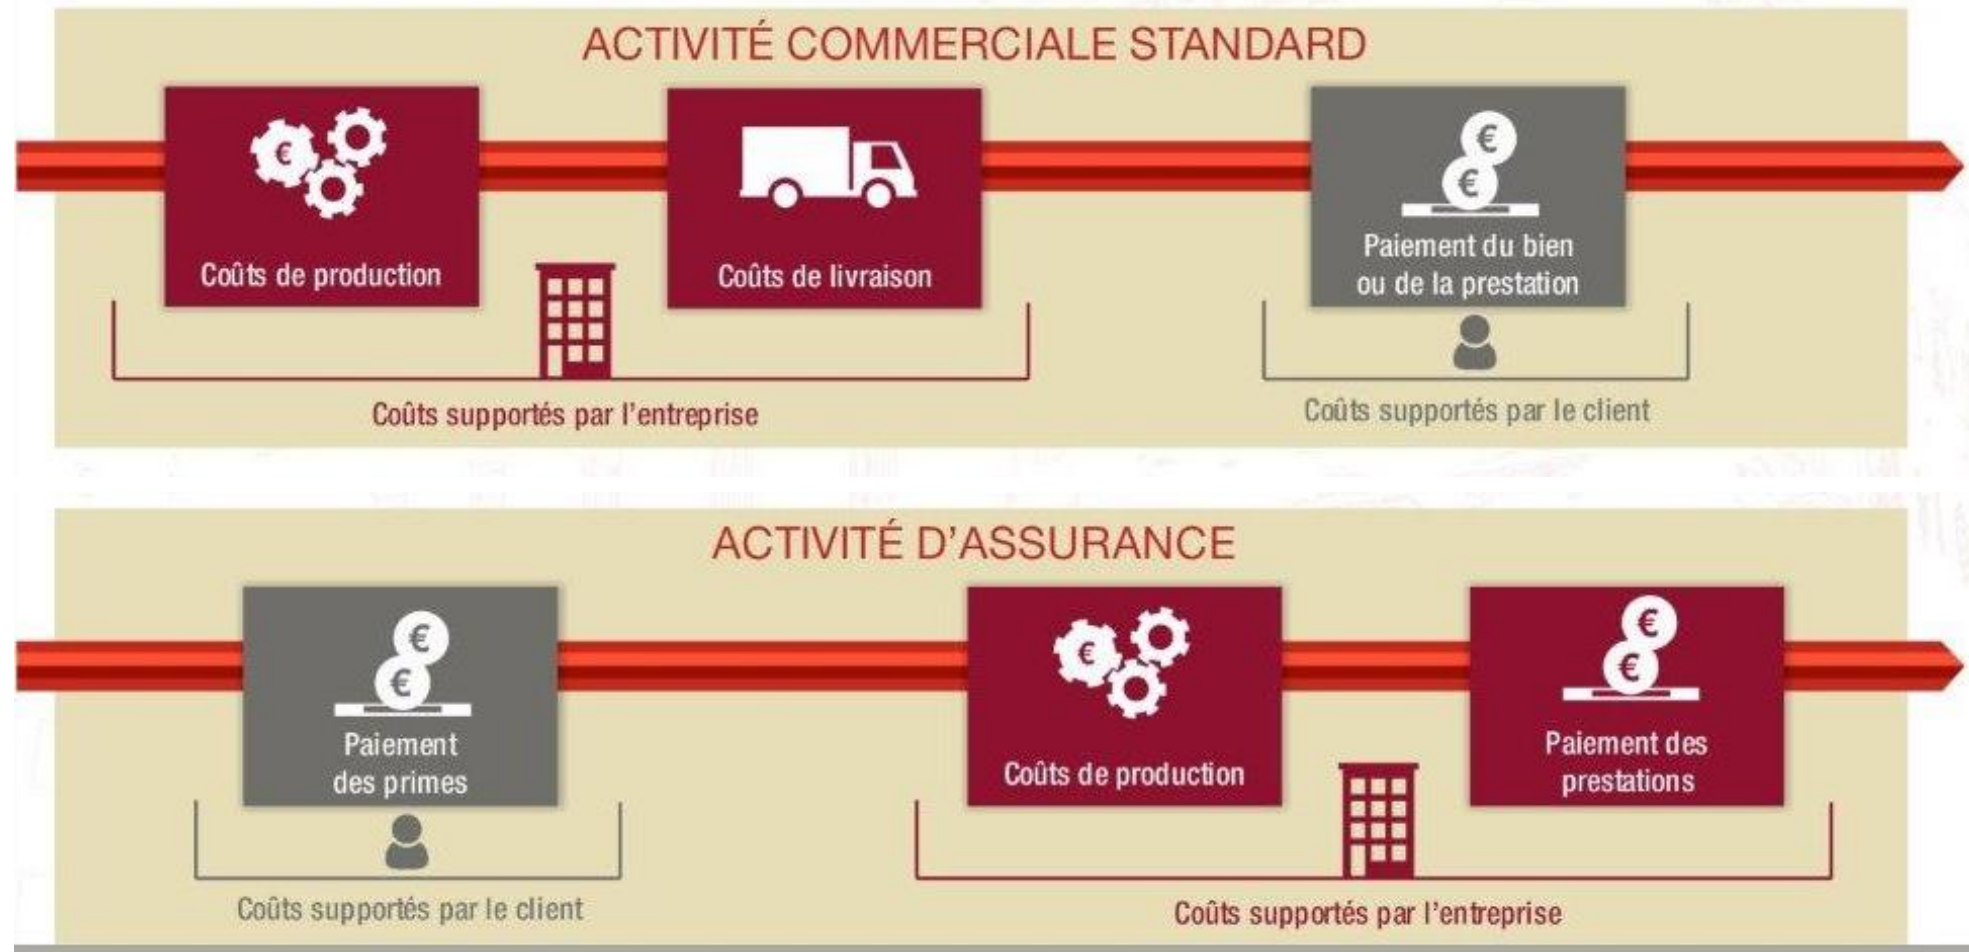 ACTIVITÉ COMMERCIALE STANDARD
€
Coûts de production
Coûts de livraison
€
€
Paiement du bien
ou de la prestation
Coûts supportés par l'entreprise
Coûts supportés par le client
ACTIVITÉ D'ASSURANCE
€
€
Paiement
des primes
€
Coûts de production
€
€
Paiement des
prestations
Coûts supportés par le client
Coûts supportés par l'entreprise